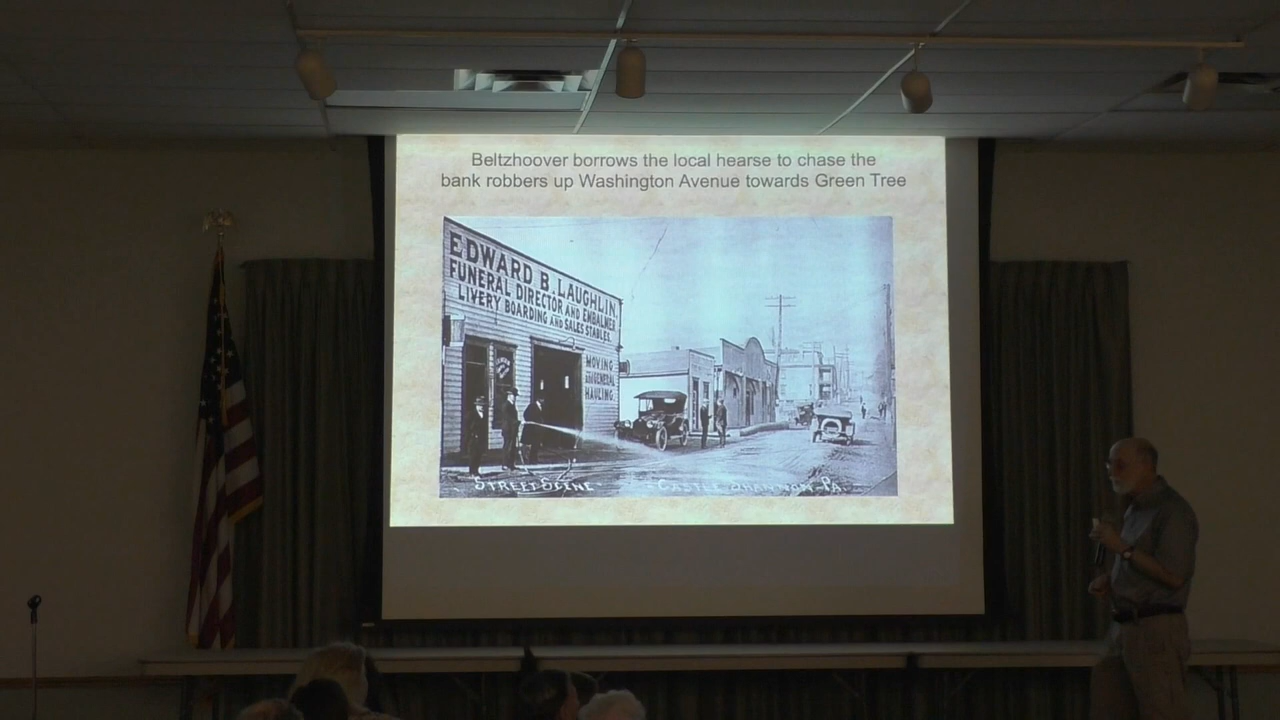 Beltzhoover borrows the local hearse to chase the
bank robbers up Washington Avenue towards Green Tree
EDWARD B. LAUGHLIN,
FUNERAL DIRECTOR AND EMBALMER
LIVERY BOARDING AND SALES STABLES.
MOVING
AND GENERAL
HAULING.
STREET SCENE - CASTLE SHANNON - PA.